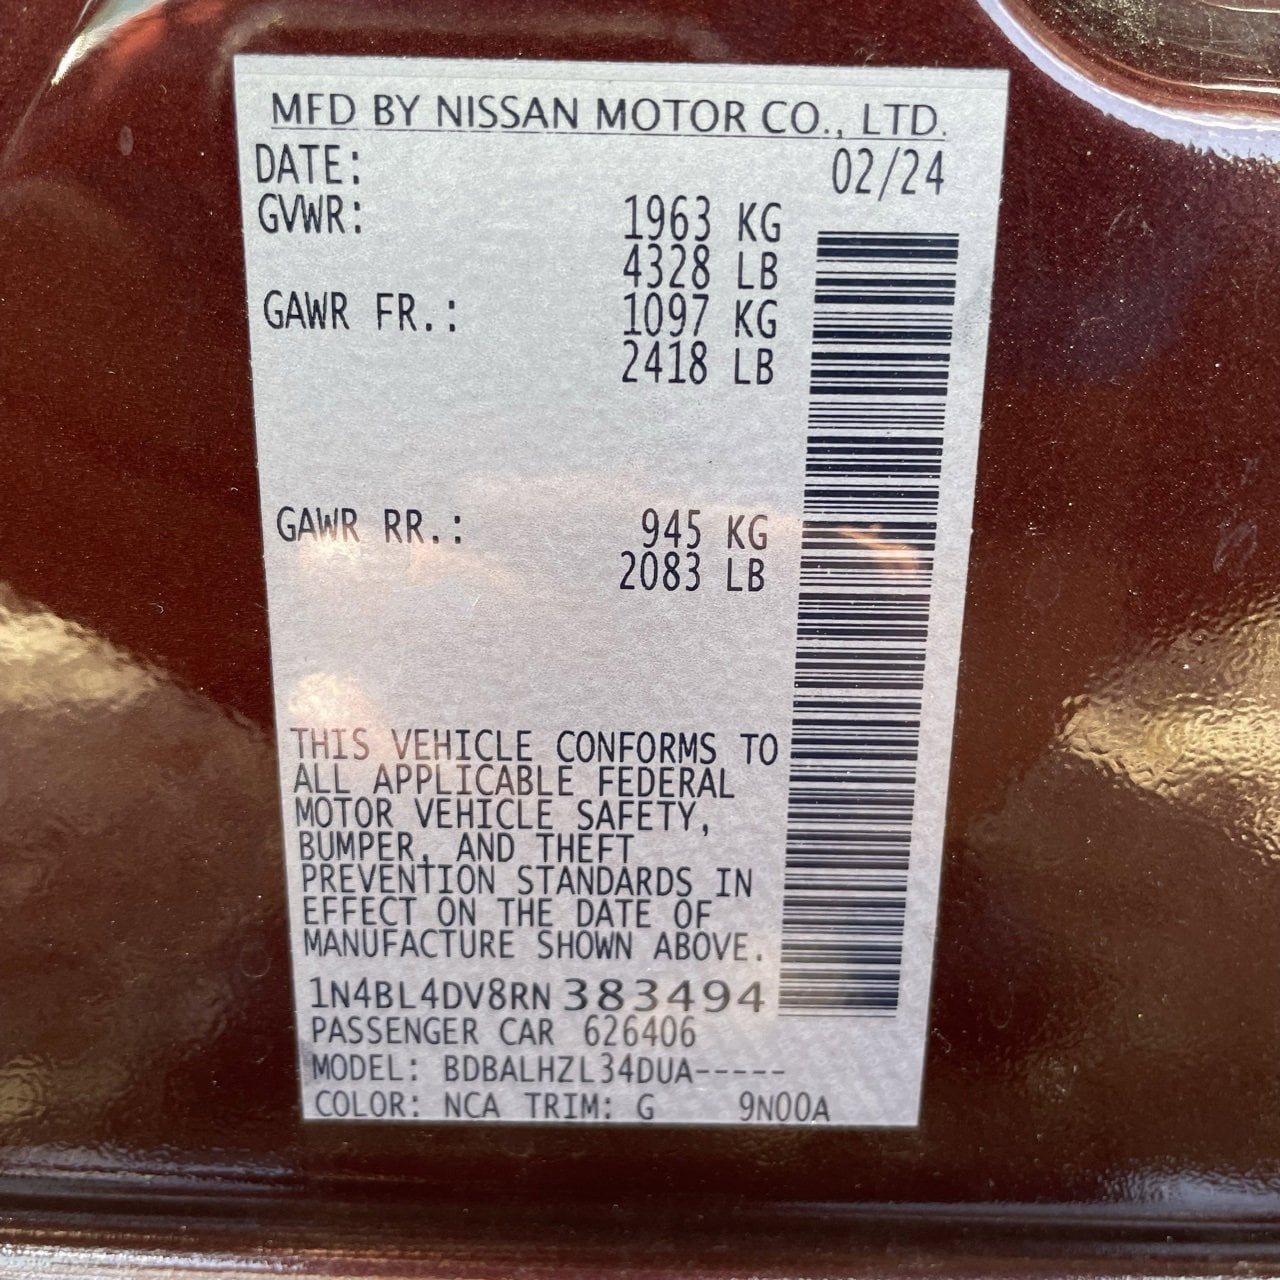 MFD BY NISSAN MOTOR CO., LTD.
DATE: 02/24
GVWR: 1963 KG
4328 LB
GAWR FR.: 1097 KG
2418 LB
GAWR RR.: 945 KG
2083 LB
THIS VEHICLE CONFORMS TO
ALL APPLICABLE FEDERAL
MOTOR VEHICLE SAFETY,
BUMPER, AND THEFT
PREVENTION STANDARDS IN
EFFECT ON THE DATE OF
MANUFACTURE SHOWN ABOVE.
1N4BL4DV8RN383494
PASSENGER CAR 626406
MODEL: BDBALHZL34DUA-----
COLOR: NCA TRIM: G 9N00A